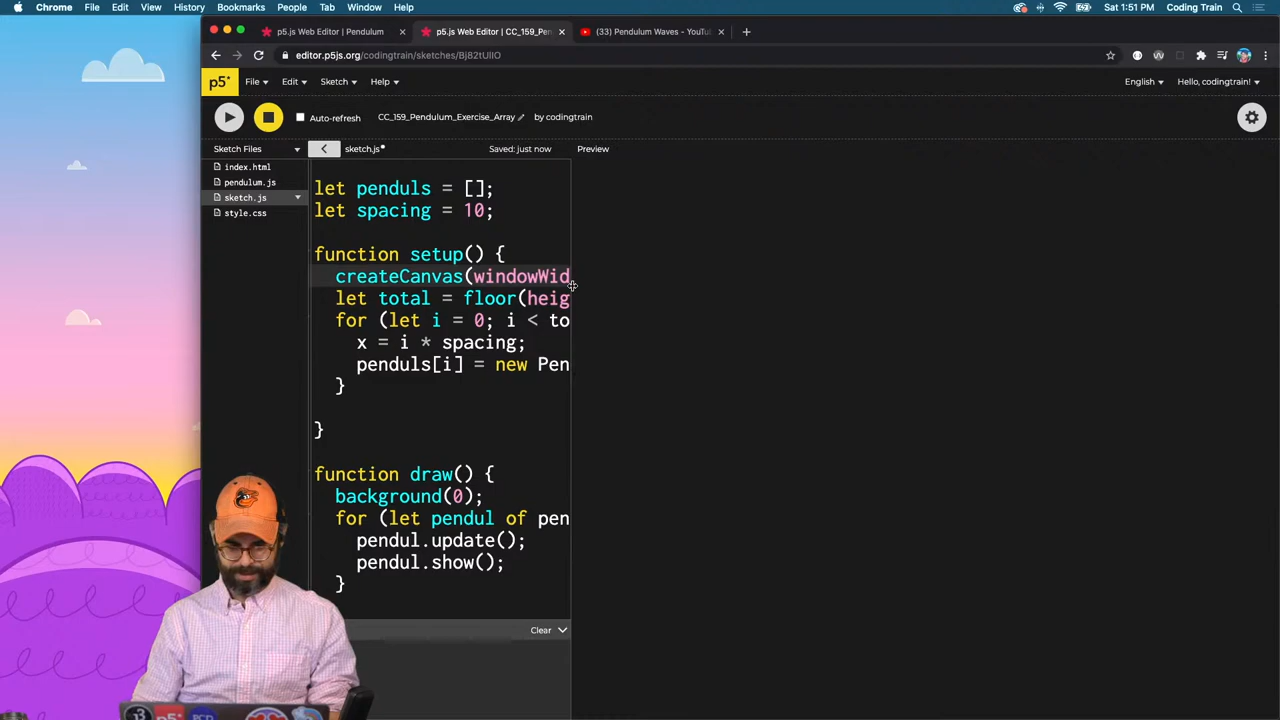 Chrome File Edit View History Bookmarks People Tab Window Help Sat 1:51 PM Coding Train
p5.js Web Editor | Pendulum
p5.js Web Editor | CC_159_Pen
(33) Pendulum Waves - YouTu
editor.p5js.org/codingtrain/sketches/Bj82tUllO
p5* File Edit Sketch Help English Hello, codingtrain!
Auto-refresh CC_159_Pendulum_Exercise_Array by codingtrain
Sketch Files sketch.js Saved: just now Preview
index.html
pendulum.js
sketch.js
style.css
let penduls = [];
let spacing = 10;
function setup() {
createCanvas(windowWid
let total = floor(heig
for (let i = 0; i < to
x = i * spacing;
penduls[i] = new Pen
}
}
function draw() {
background(0);
for (let pendul of pen
pendul.update();
pendul.show();
}
Clear
p5*